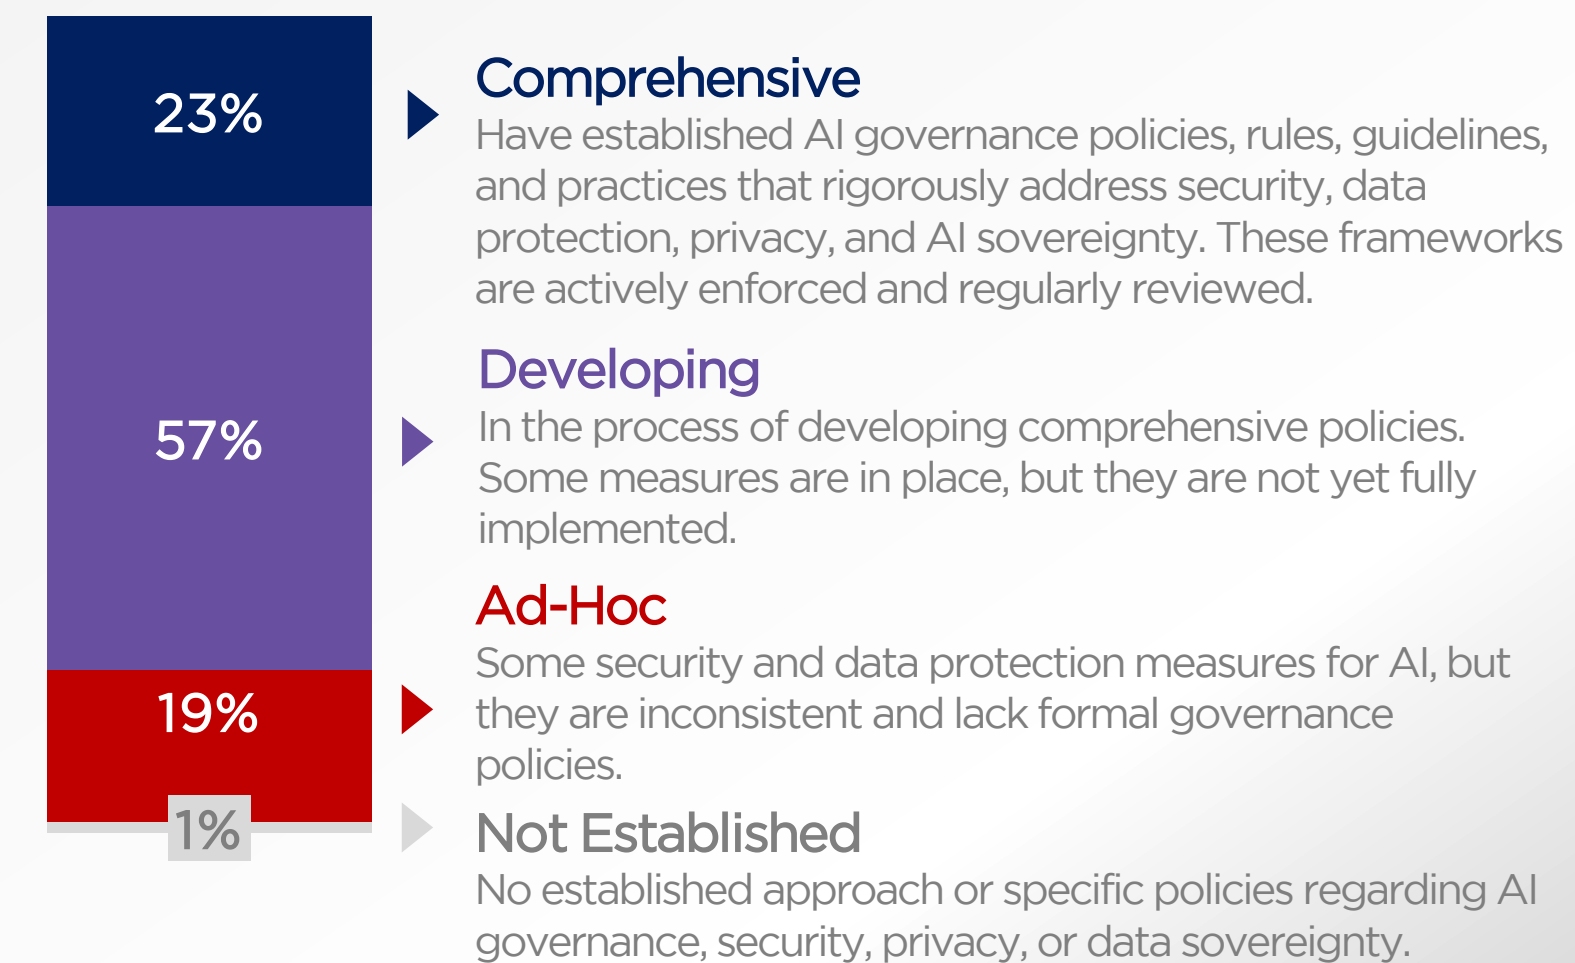 23%
Comprehensive
Have established AI governance policies, rules, guidelines,
and practices that rigorously address security, data
protection, privacy, and AI sovereignty. These frameworks
are actively enforced and regularly reviewed.
57%
Developing
In the process of developing comprehensive policies.
Some measures are in place, but they are not yet fully
implemented.
19%
Ad-Hoc
Some security and data protection measures for AI, but
they are inconsistent and lack formal governance
policies.
1%
Not Established
No established approach or specific policies regarding AI
governance, security, privacy, or data sovereignty.